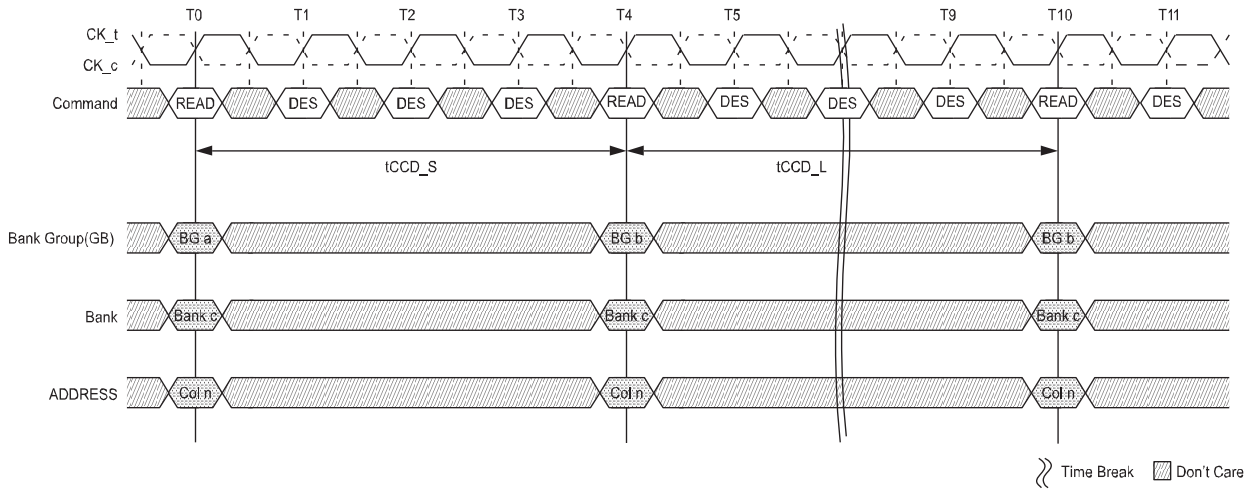 T0 T1 T2 T3 T4 T5 T9 T10 T11
CK_t
CK_c
Command READ DES DES DES READ DES DES DES READ DES
tCCD_S tCCD_L
Bank Group(GB) BG a BG b BG b
Bank Bank c Bank c Bank c
ADDRESS Col n Col n Col n
Time Break Don't Care